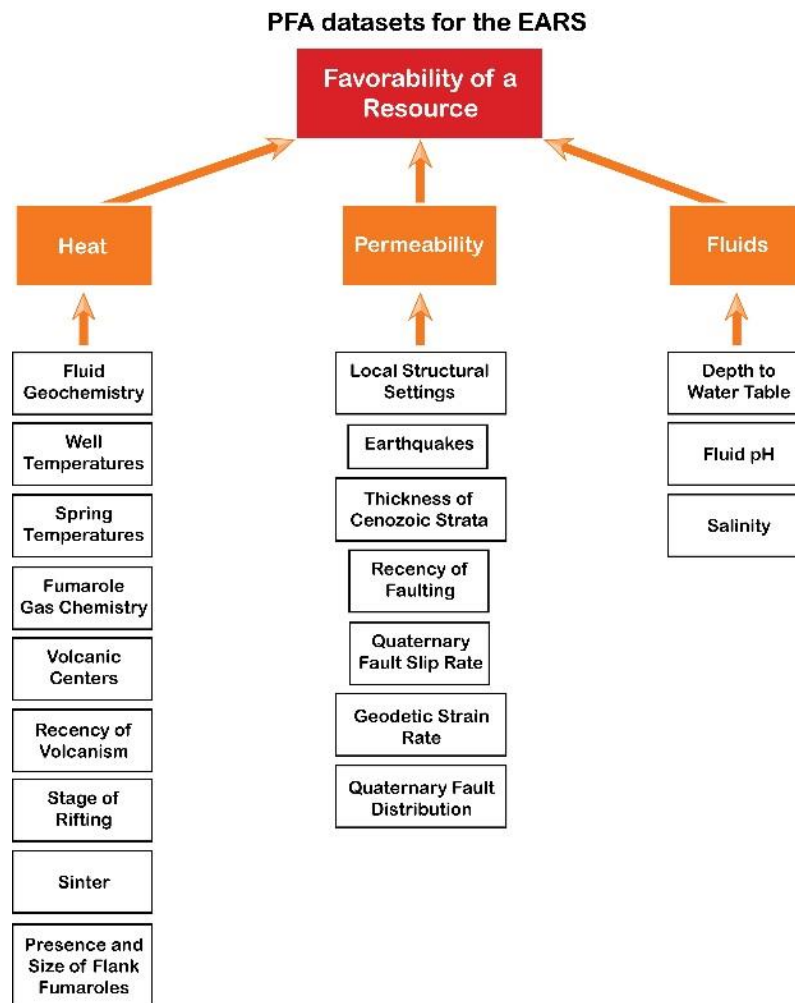 PFA datasets for the EARS
Favorability of a
Resource
Heat
Permeability
Fluids
Fluid
Geochemistry
Well
Temperatures
Spring
Temperatures
Fumarole
Gas Chemistry
Volcanic
Centers
Recency of
Volcanism
Stage of
Rifting
Sinter
Presence and
Size of Flank
Fumaroles
Local Structural
Settings
Earthquakes
Thickness of
Cenozoic Strata
Recency of
Faulting
Quaternary
Fault Slip Rate
Geodetic Strain
Rate
Quaternary Fault
Distribution
Depth to
Water Table
Fluid pH
Salinity